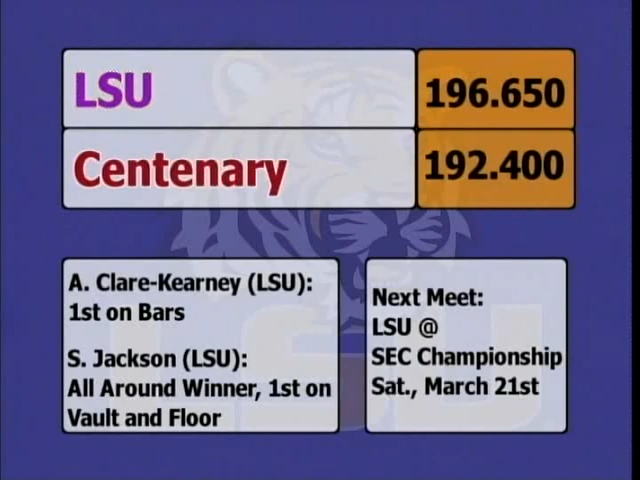 LSU 196.650
Centenary 192.400
A. Clare-Kearney (LSU):
1st on Bars
S. Jackson (LSU):
All Around Winner, 1st on
Vault and Floor
Next Meet:
LSU @
SEC Championship
Sat., March 21st
LSU